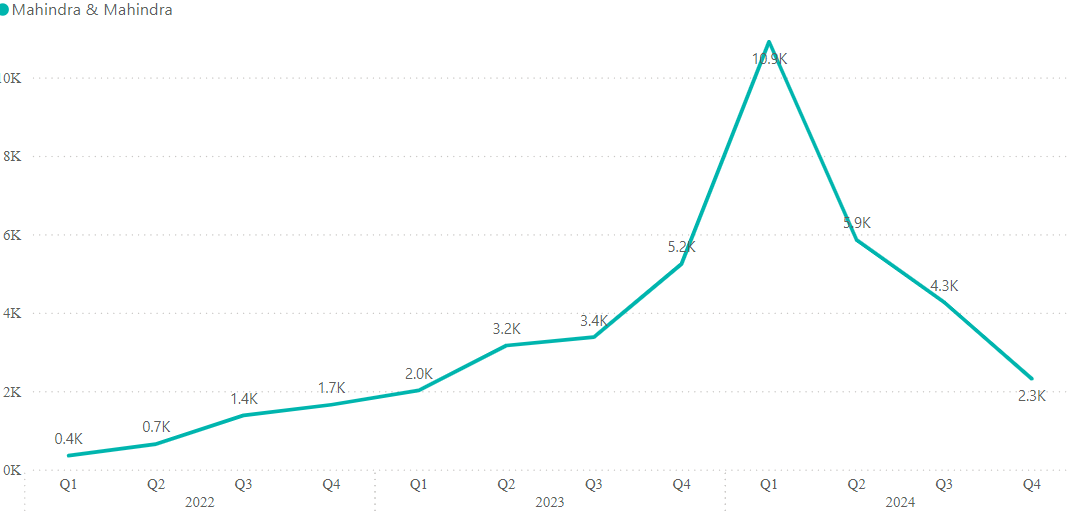 Mahindra & Mahindra
10K
8K
6K
4K
2K
0K
0.4K
0.7K
1.4K
1.7K
2.0K
3.2K
3.4K
5.2K
10.9K
5.9K
4.3K
2.3K
Q1 Q2 Q3 Q4 Q1 Q2 Q3 Q4 Q1 Q2 Q3 Q4
2022 2023 2024